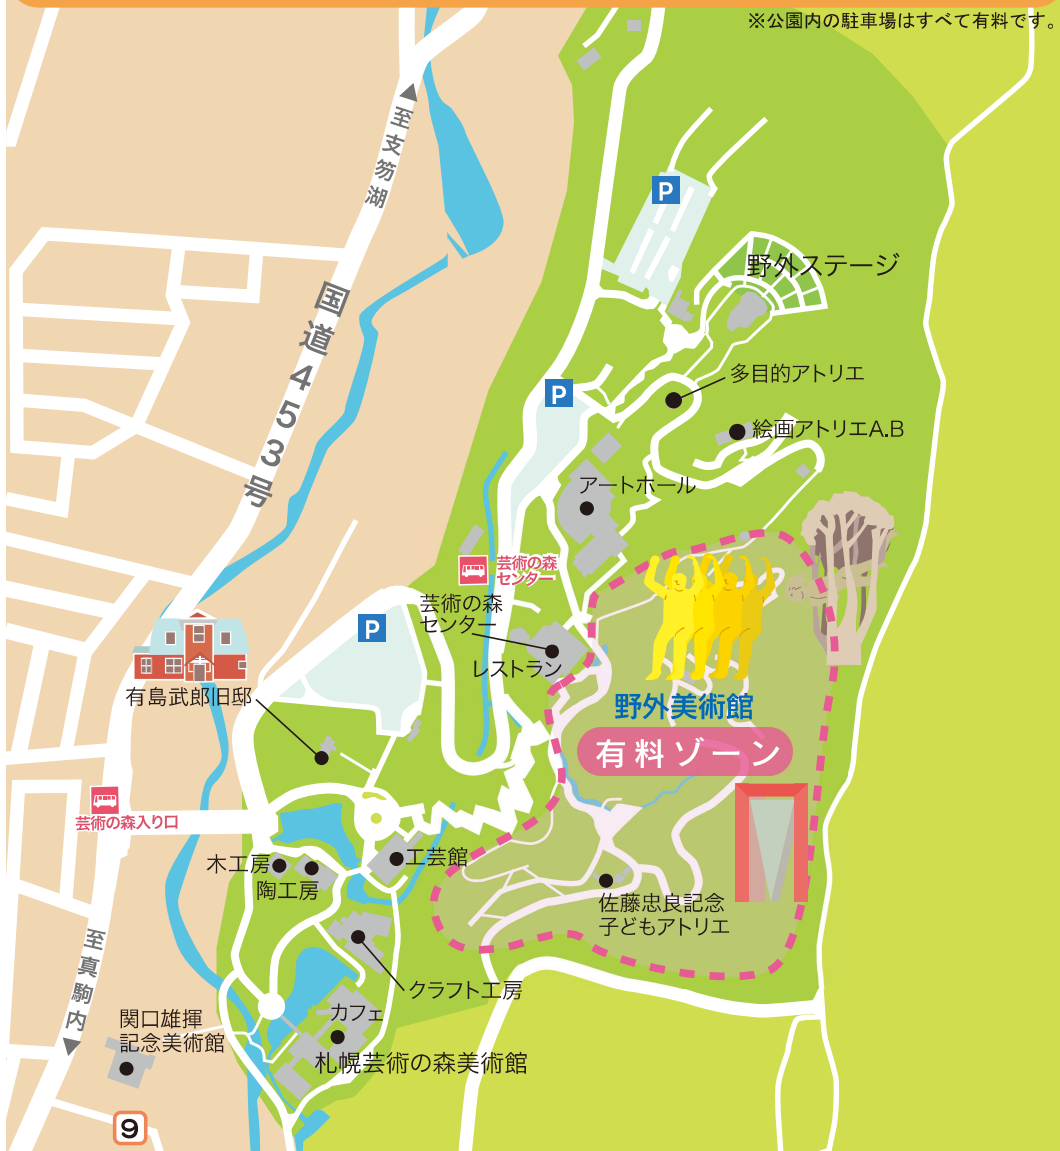 ※公園内の駐車場はすべて有料です。
▲至支笏湖
P
野外ステージ
国道453号
多目的アトリエ
P
絵画アトリエA.B
アートホール
芸術の森
センター
芸術の森
センター
レストラン
P
有島武郎旧邸
野外美術館
有料ゾーン
芸術の森入り口
木工房
陶工房
工芸館
佐藤忠良記念
子どもアトリエ
至真駒内▼
クラフト工房
カフェ
関口雄揮
記念美術館
札幌芸術の森美術館
9